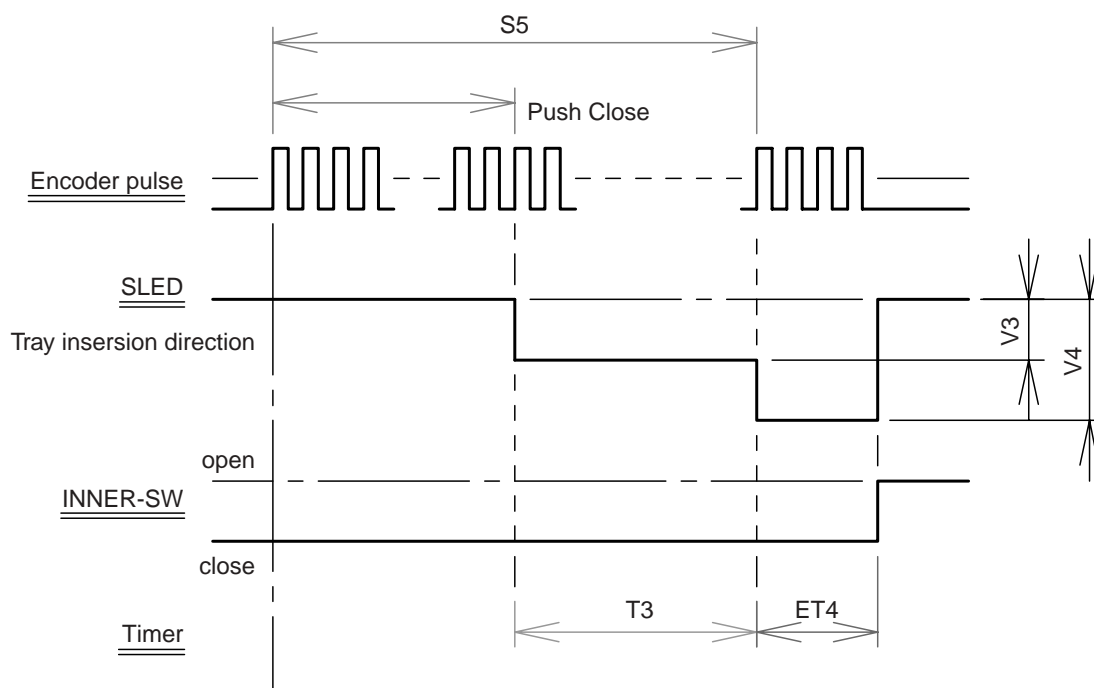 S5
Push Close
Encoder pulse
SLED
Tray insersion direction
V3
V4
open
INNER-SW
close
T3
ET4
Timer